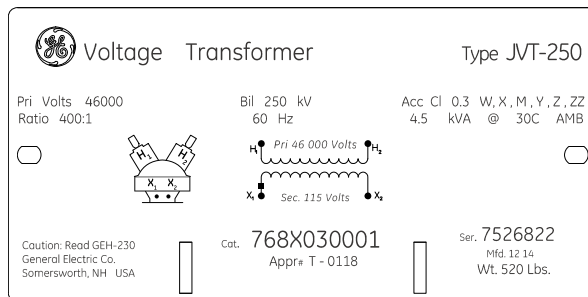 GE Voltage Transformer Type JVT-250
Pri Volts 46000 Bil 250 kV Acc Cl 0.3 W,X,M,Y,Z,ZZ
Ratio 400:1 60 Hz 4.5 kVA @ 30C AMB
H1 H2
X1 X2
H1 Pri 46 000 Volts H2
X1 Sec. 115 Volts X2
Caution: Read GEH-230
General Electric Co.
Somersworth, NH USA
Cat. 768X030001
Appr# T-0118
Ser. 7526822
Mfd. 12 14
Wt. 520 Lbs.